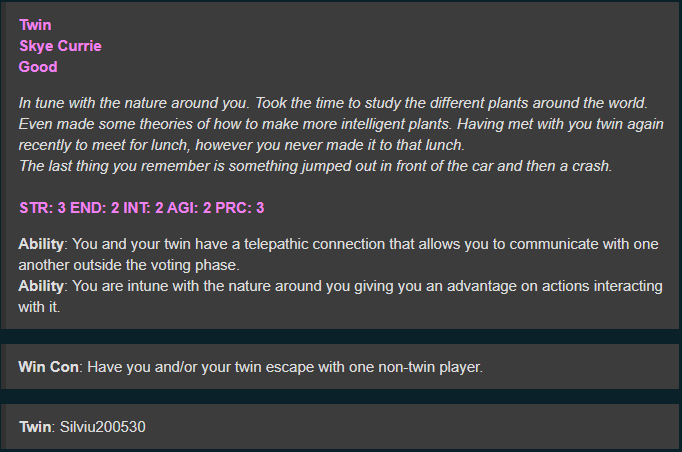 Twin
Skye Currie
Good
In tune with the nature around you. Took the time to study the different plants around the world.
Even made some theories of how to make more intelligent plants. Having met with you twin again
recently to meet for lunch, however you never made it to that lunch.
The last thing you remember is something jumped out in front of the car and then a crash.
STR: 3 END: 2 INT: 2 AGI: 2 PRC: 3
Ability: You and your twin have a telepathic connection that allows you to communicate with one
another outside the voting phase.
Ability: You are intune with the nature around you giving you an advantage on actions interacting
with it.
Win Con: Have you and/or your twin escape with one non-twin player.
Twin: Silviu200530